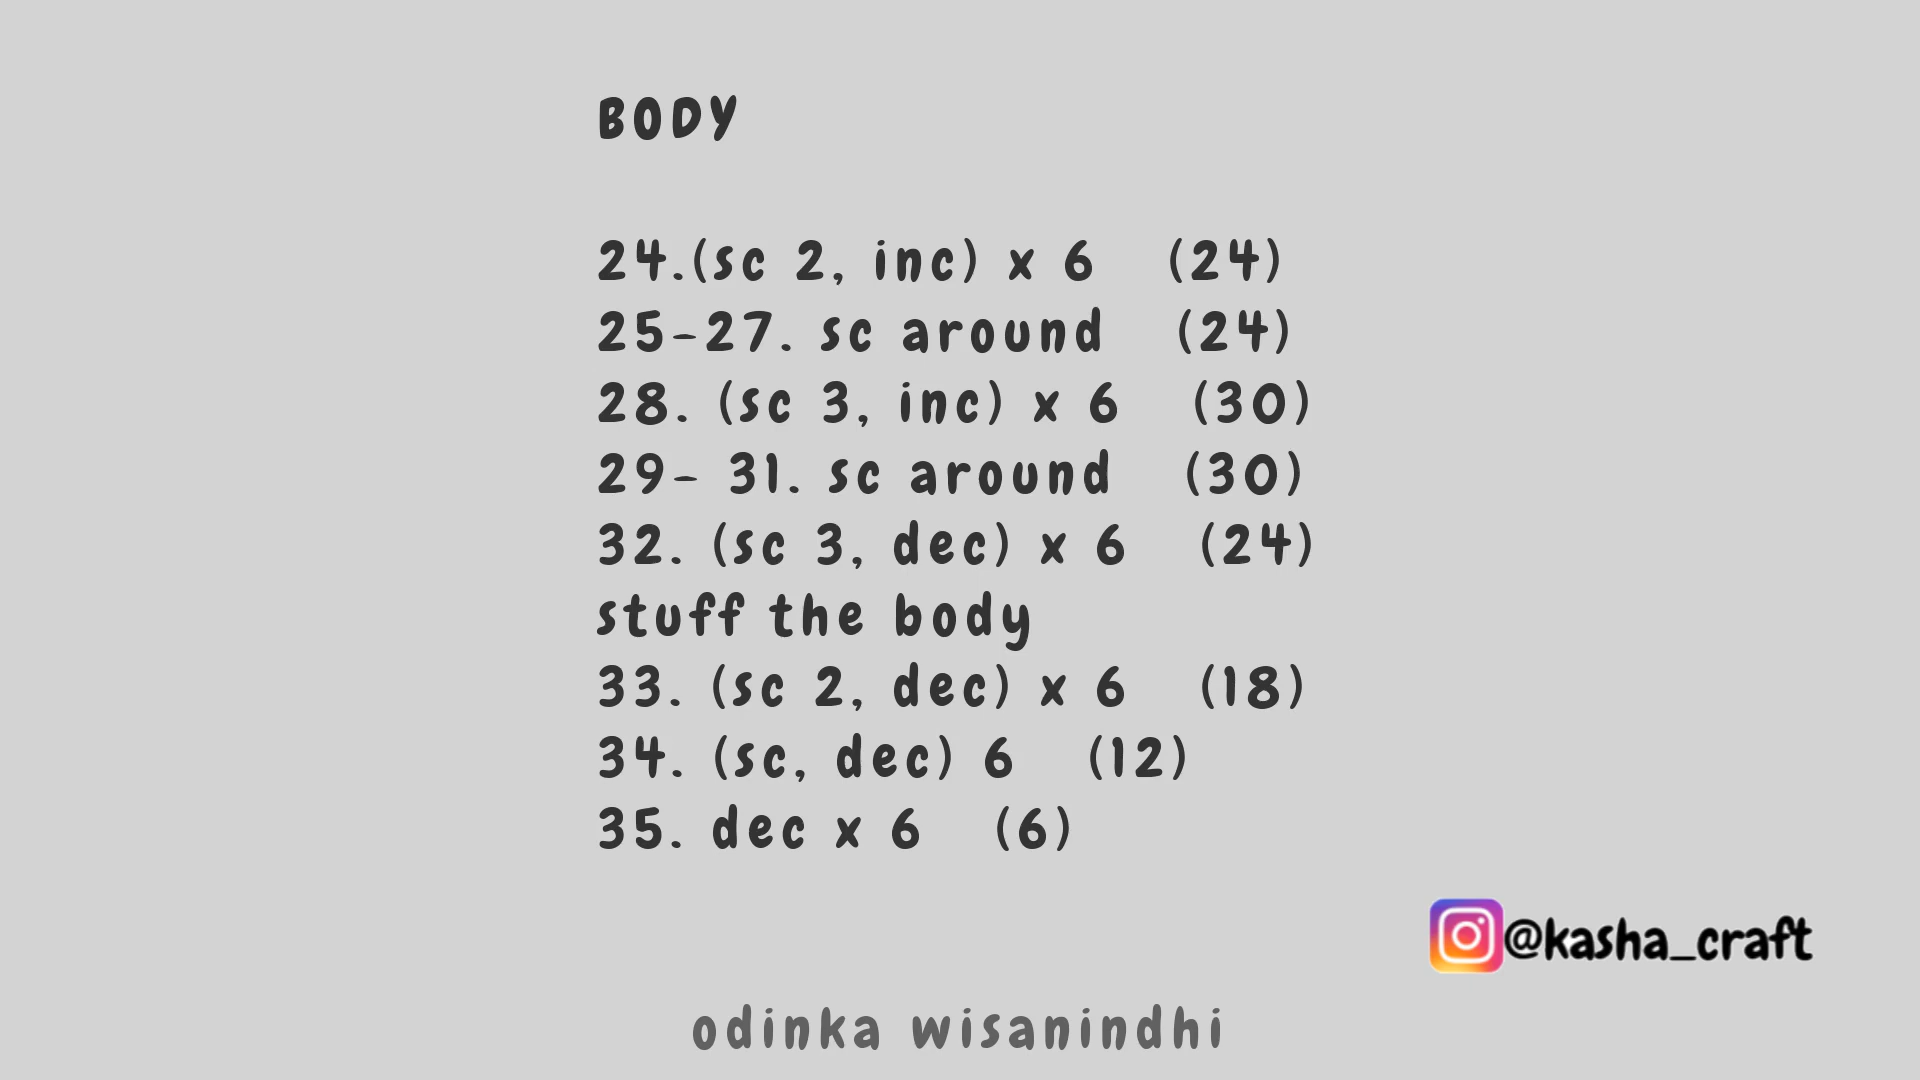 BODY
24.(sc 2, inc) x 6 (24)
25-27. sc around (24)
28. (sc 3, inc) x 6 (30)
29- 31. sc around (30)
32. (sc 3, dec) x 6 (24)
stuff the body
33. (sc 2, dec) x 6 (18)
34. (sc, dec) 6 (12)
35. dec x 6 (6)
@kasha_craft
odinka wisanindhi